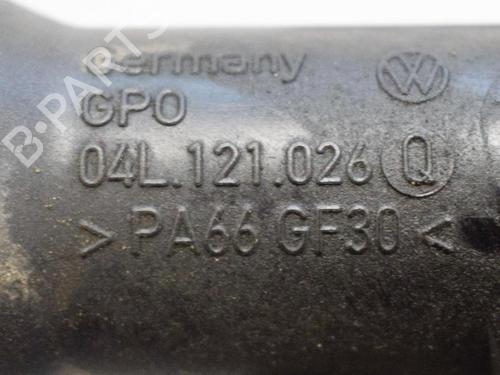 Germany
GPO
04L.121.026 Q
> PA66 GF30 <
B-PARTS